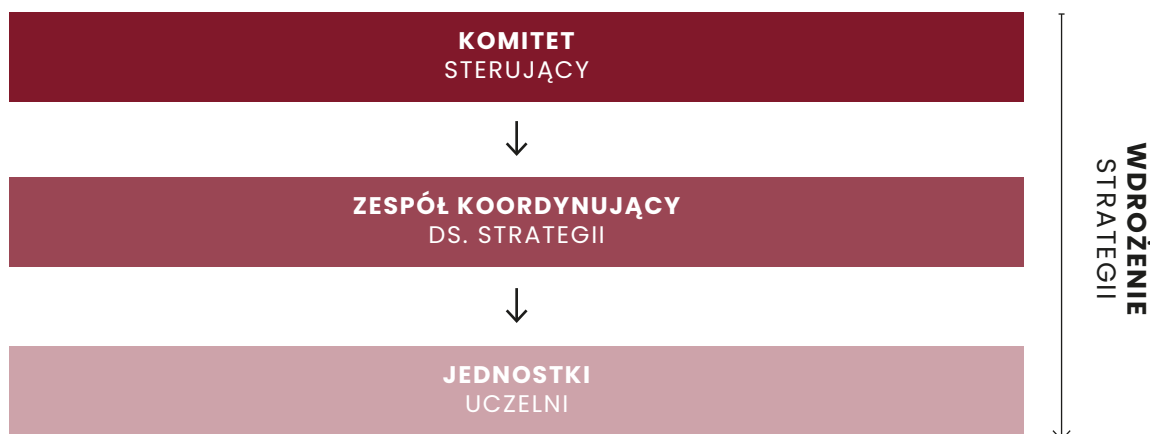 KOMITET
STERUJĄCY
ZESPÓŁ KOORDYNUJĄCY
DS. STRATEGII
JEDNOSTKI
UCZELNI
WDROŻENIE
STRATEGII